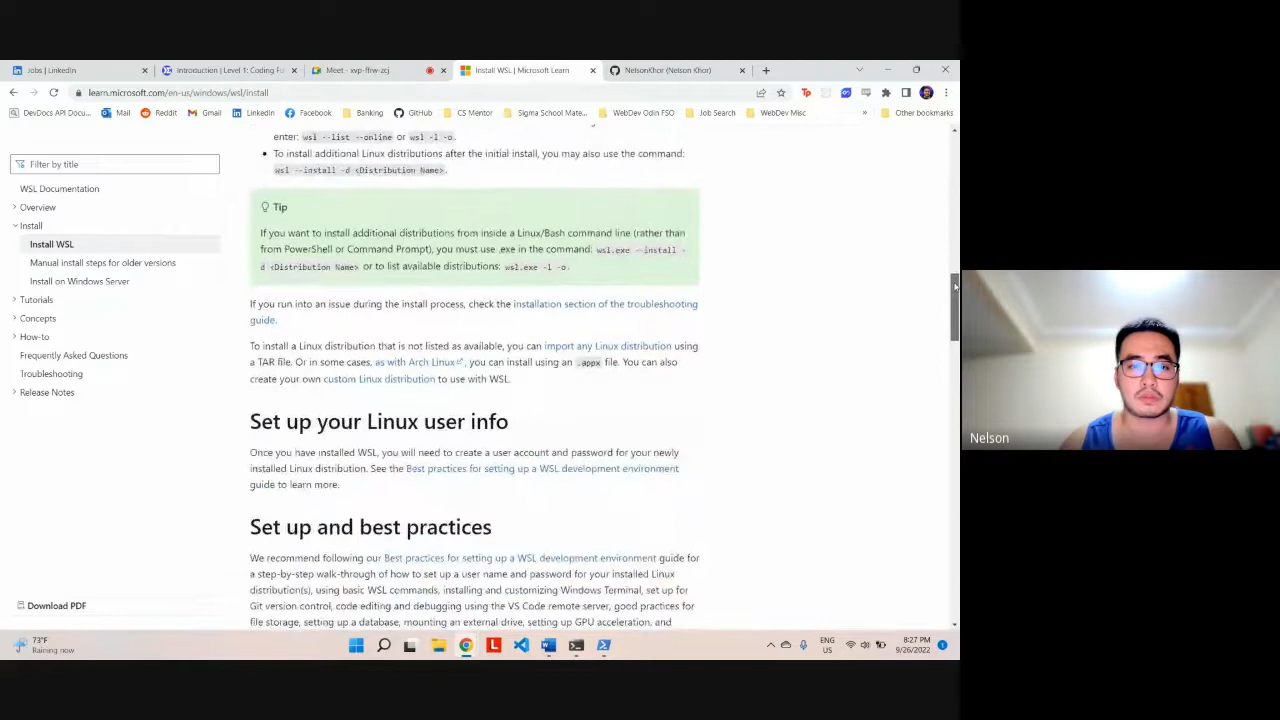 Jobs | LinkedIn
Introduction | Level 1: Coding Fu
Meet - xvp-ffrw-zcj
Install WSL | Microsoft Learn
NelsonKhor (Nelson Khor)
learn.microsoft.com/en-us/windows/wsl/install
DevDocs API Docu...
Mail
Reddit
Gmail
LinkedIn
Facebook
Banking
GitHub
CS Mentor
Sigma School Mate...
WebDev Odin FSO
Job Search
WebDev Misc
»
Other bookmarks
Filter by title
WSL Documentation
Overview
Install
Install WSL
Manual install steps for older versions
Install on Windows Server
Tutorials
Concepts
How-to
Frequently Asked Questions
Troubleshooting
Release Notes
Download PDF
enter: wsl --list --online or wsl -l -o.
To install additional Linux distributions after the initial install, you may also use the command:
wsl --install -d <Distribution Name>.
Tip
If you want to install additional distributions from inside a Linux/Bash command line (rather than
from PowerShell or Command Prompt), you must use .exe in the command: wsl.exe --install -
d <Distribution Name> or to list available distributions: wsl.exe -l -o.
If you run into an issue during the install process, check the installation section of the troubleshooting
guide.
To install a Linux distribution that is not listed as available, you can import any Linux distribution using
a TAR file. Or in some cases, as with Arch Linux, you can install using an .appx file. You can also
create your own custom Linux distribution to use with WSL.
Set up your Linux user info
Once you have installed WSL, you will need to create a user account and password for your newly
installed Linux distribution. See the Best practices for setting up a WSL development environment
guide to learn more.
Set up and best practices
We recommend following our Best practices for setting up a WSL development environment guide for
a step-by-step walk-through of how to set up a user name and password for your installed Linux
distribution(s), using basic WSL commands, installing and customizing Windows Terminal, set up for
Git version control, code editing and debugging using the VS Code remote server, good practices for
file storage, setting up a database, mounting an external drive, setting up GPU acceleration, and
Nelson
73°F
Raining now
ENG
US
8:27 PM
9/26/2022
1